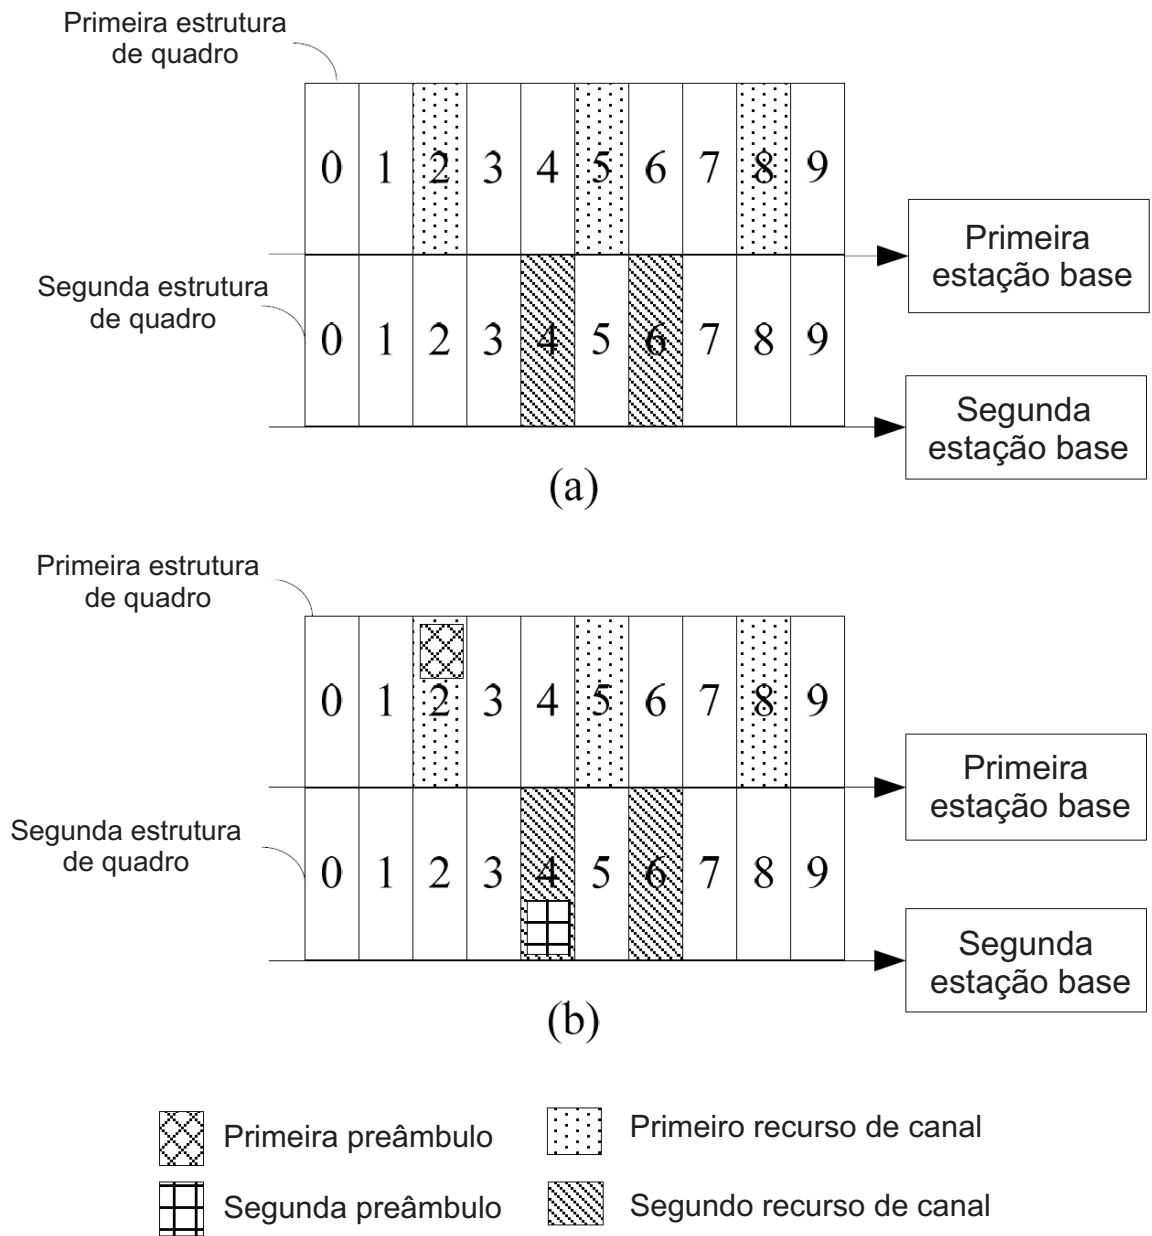 Primeira estrutura
de quadro
0 1 2 3 4 5 6 7 8 9
Primeira
estação base
Segunda estrutura
de quadro
0 1 2 3 4 5 6 7 8 9
Segunda
estação base
(a)
Primeira estrutura
de quadro
0 1 2 3 4 5 6 7 8 9
Primeira
estação base
Segunda estrutura
de quadro
0 1 2 3 4 5 6 7 8 9
Segunda
estação base
(b)
Primeira preâmbulo
Primeiro recurso de canal
Segunda preâmbulo
Segundo recurso de canal